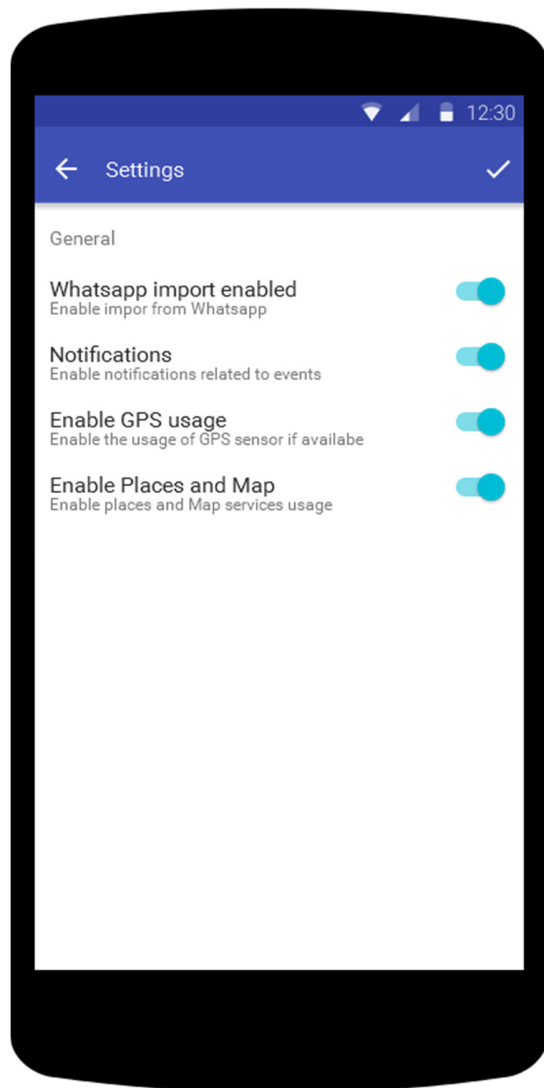 12:30
Settings
General
Whatsapp import enabled
Enable impor from Whatsapp
Notifications
Enable notifications related to events
Enable GPS usage
Enable the usage of GPS sensor if availabe
Enable Places and Map
Enable places and Map services usage